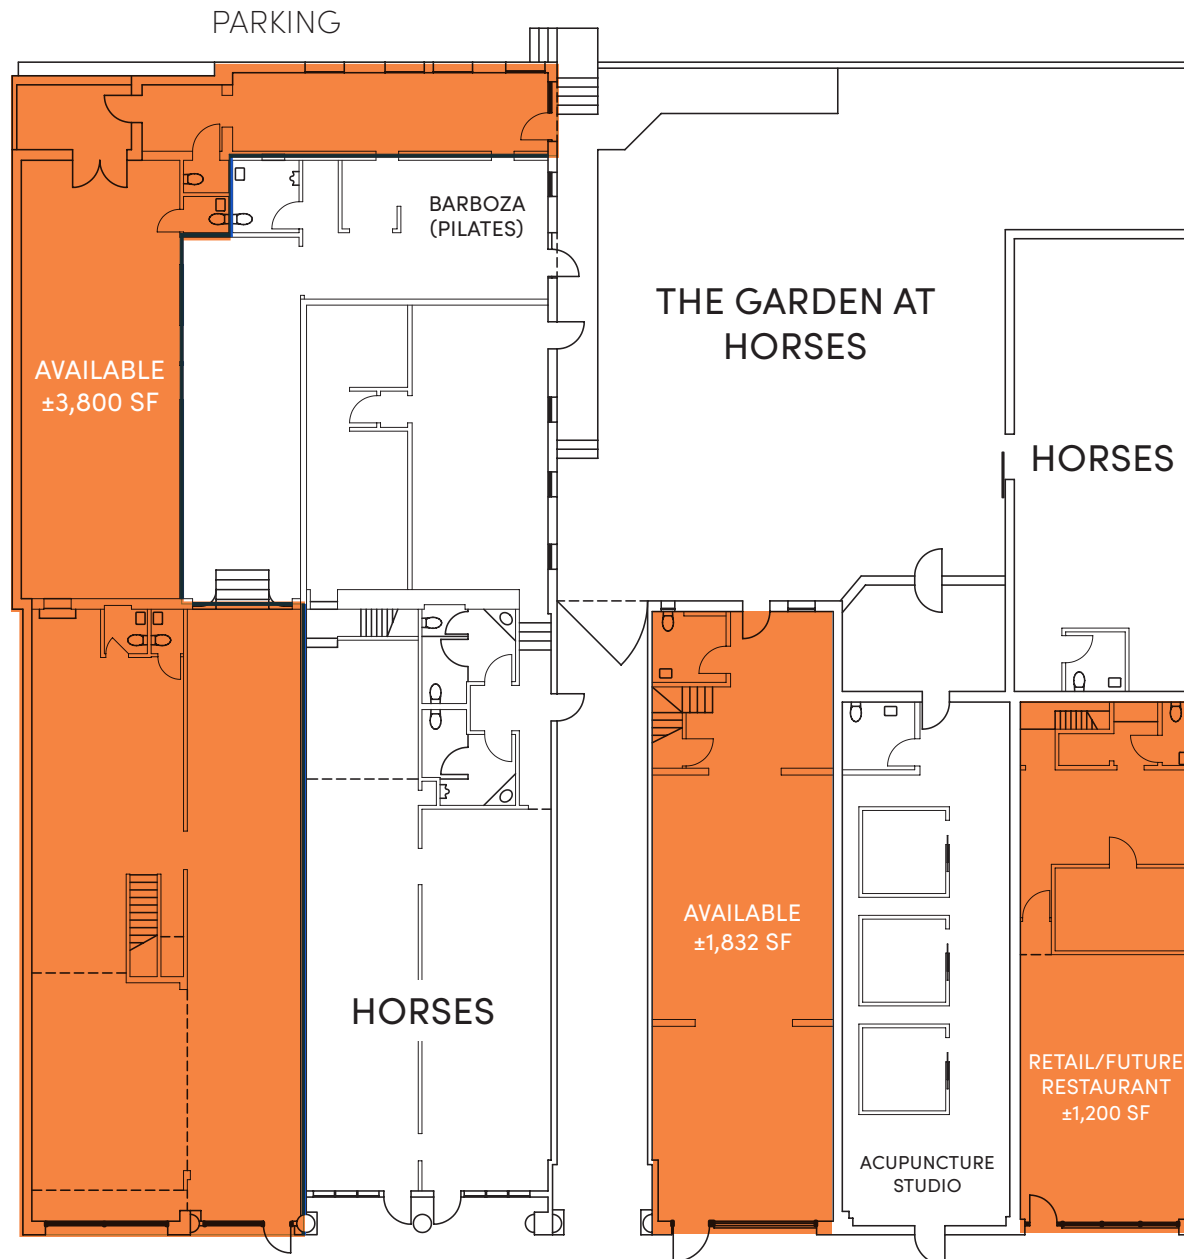 PARKING
BARBOZA
(PILATES)
THE GARDEN AT
HORSES
AVAILABLE
±3,800 SF
HORSES
AVAILABLE
±1,832 SF
HORSES
RETAIL/FUTURE
RESTAURANT
±1,200 SF
ACUPUNCTURE
STUDIO